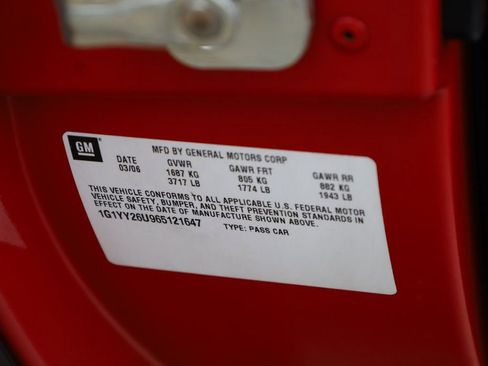 GM
MFD BY GENERAL MOTORS CORP
DATE GVWR GAWR FRT GAWR RR
03/06 1687 KG 805 KG 882 KG
3717 LB 1774 LB 1943 LB
THIS VEHICLE CONFORMS TO ALL APPLICABLE U.S. FEDERAL MOTOR
VEHICLE SAFETY, BUMPER, AND THEFT PREVENTION STANDARDS IN
EFFECT ON THE DATE OF MANUFACTURE SHOWN ABOVE.
1G1YY26U965121647 TYPE: PASS CAR